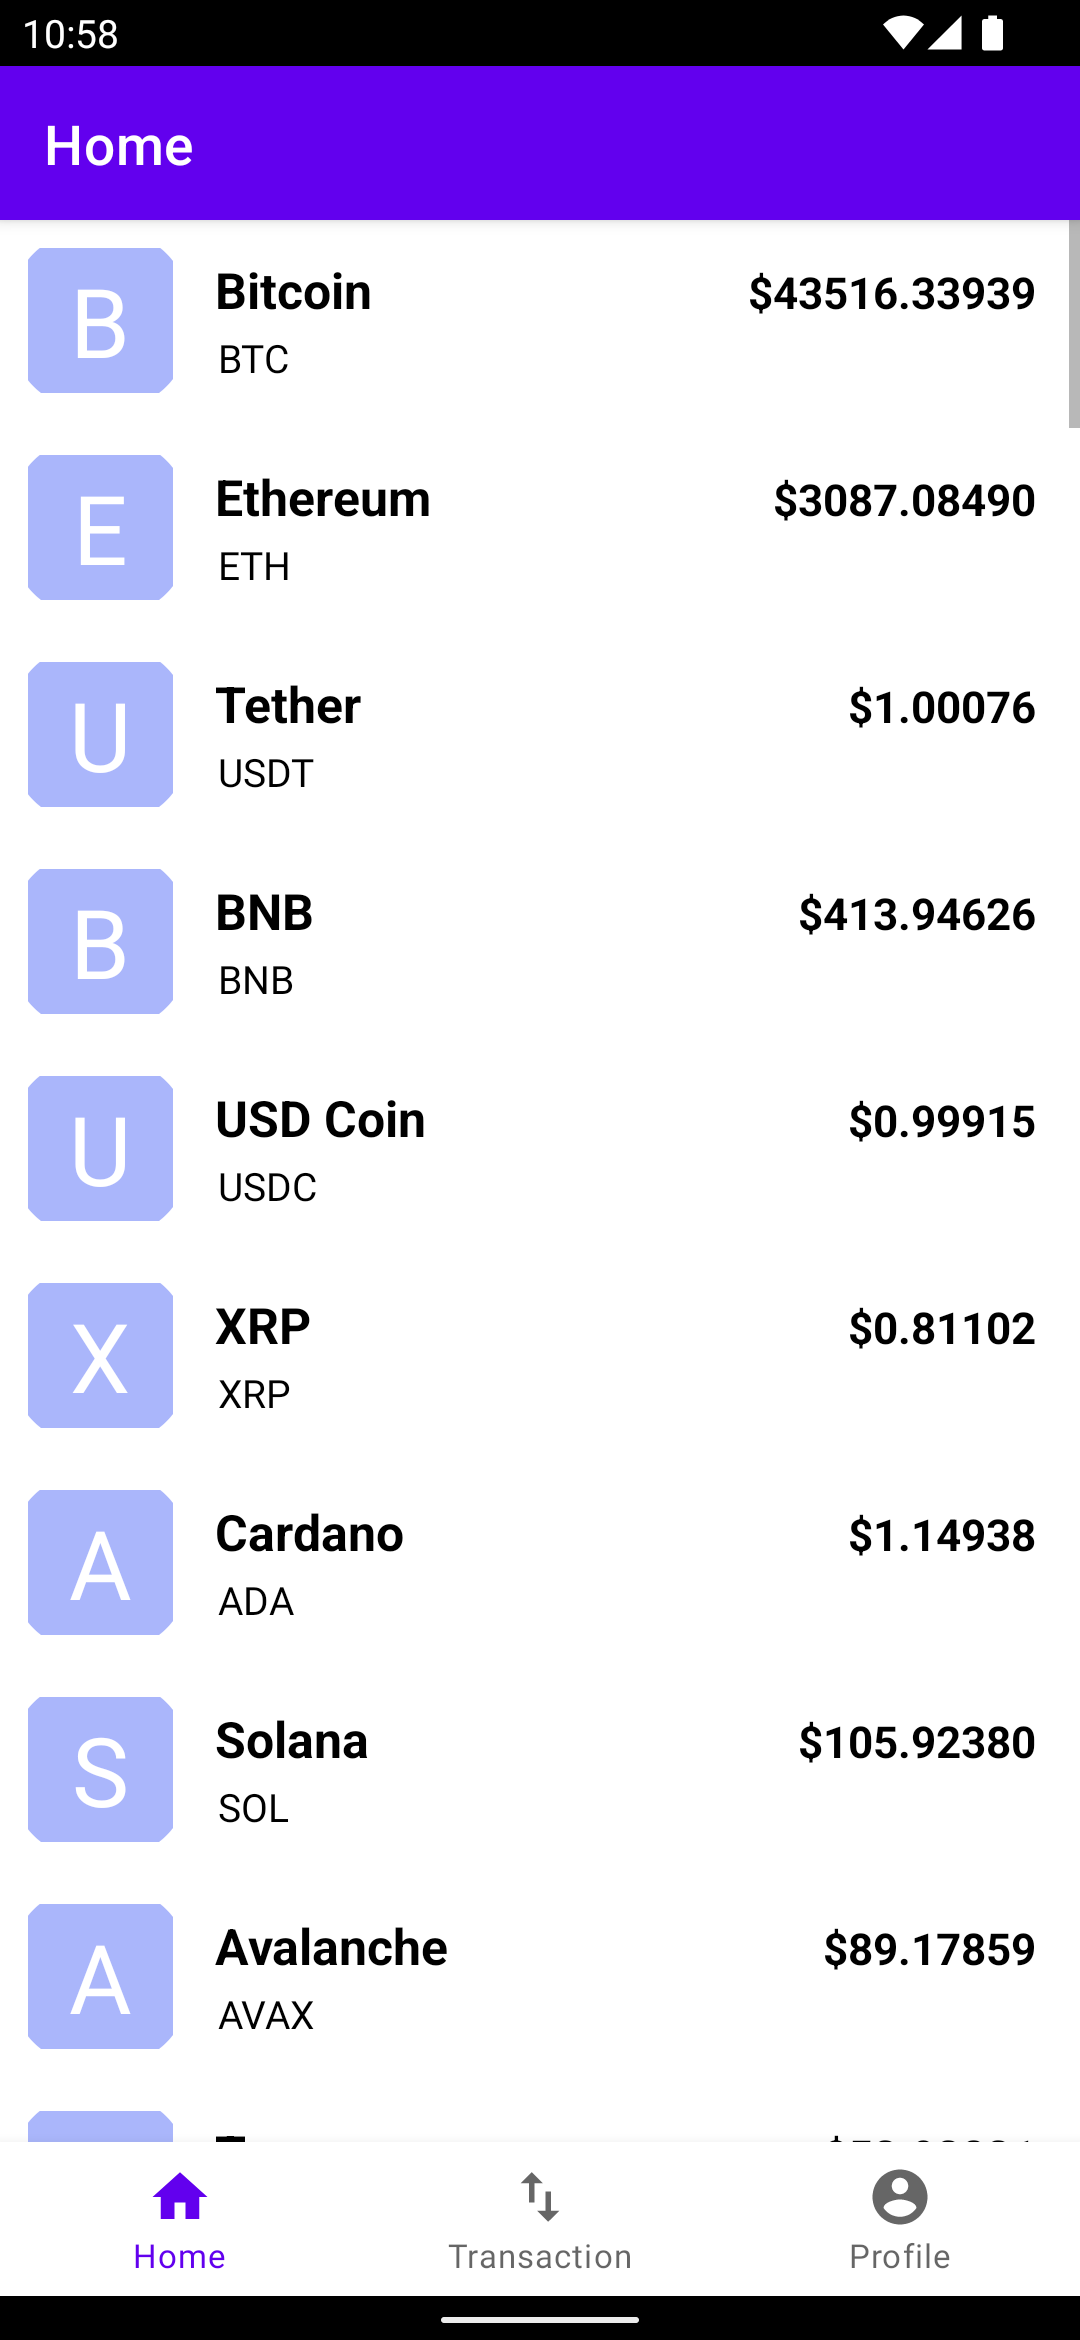 10:58
Home
B
Bitcoin
$43516.33939
BTC
E
Ethereum
$3087.08490
ETH
U
Tether
$1.00076
USDT
B
BNB
$413.94626
BNB
U
USD Coin
$0.99915
USDC
X
XRP
$0.81102
XRP
A
Cardano
$1.14938
ADA
S
Solana
$105.92380
SOL
A
Avalanche
$89.17859
AVAX
Home
Transaction
Profile